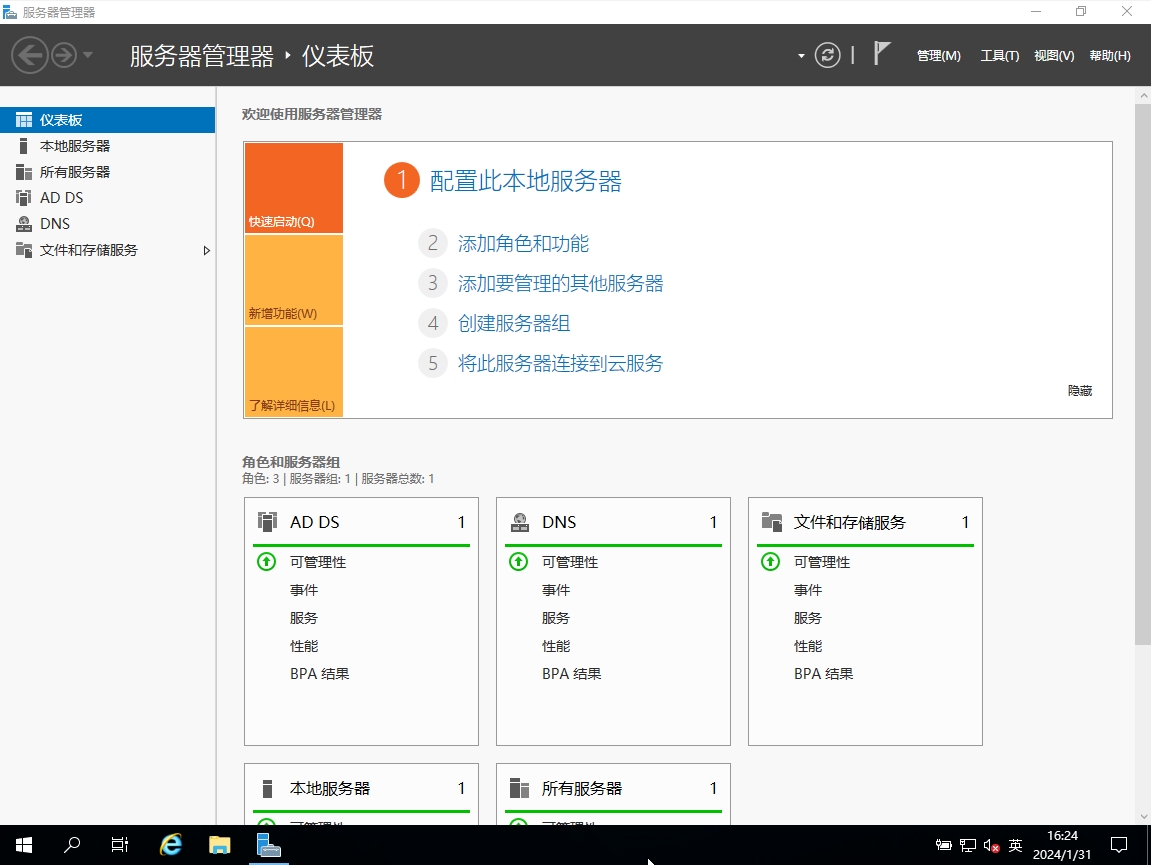 服务器管理器
服务器管理器 · 仪表板
管理(M) 工具(T) 视图(V) 帮助(H)
仪表板
本地服务器
所有服务器
AD DS
DNS
文件和存储服务
欢迎使用服务器管理器
快速启动(Q)
新增功能(W)
了解详细信息(L)
1 配置此本地服务器
2 添加角色和功能
3 添加要管理的其他服务器
4 创建服务器组
5 将此服务器连接到云服务
隐藏
角色和服务器组
角色: 3 | 服务器组: 1 | 服务器总数: 1
AD DS 1
可管理性
事件
服务
性能
BPA 结果
DNS 1
可管理性
事件
服务
性能
BPA 结果
文件和存储服务 1
可管理性
事件
服务
性能
BPA 结果
本地服务器 1
可管理性
所有服务器 1
可管理性
英
16:24
2024/1/31